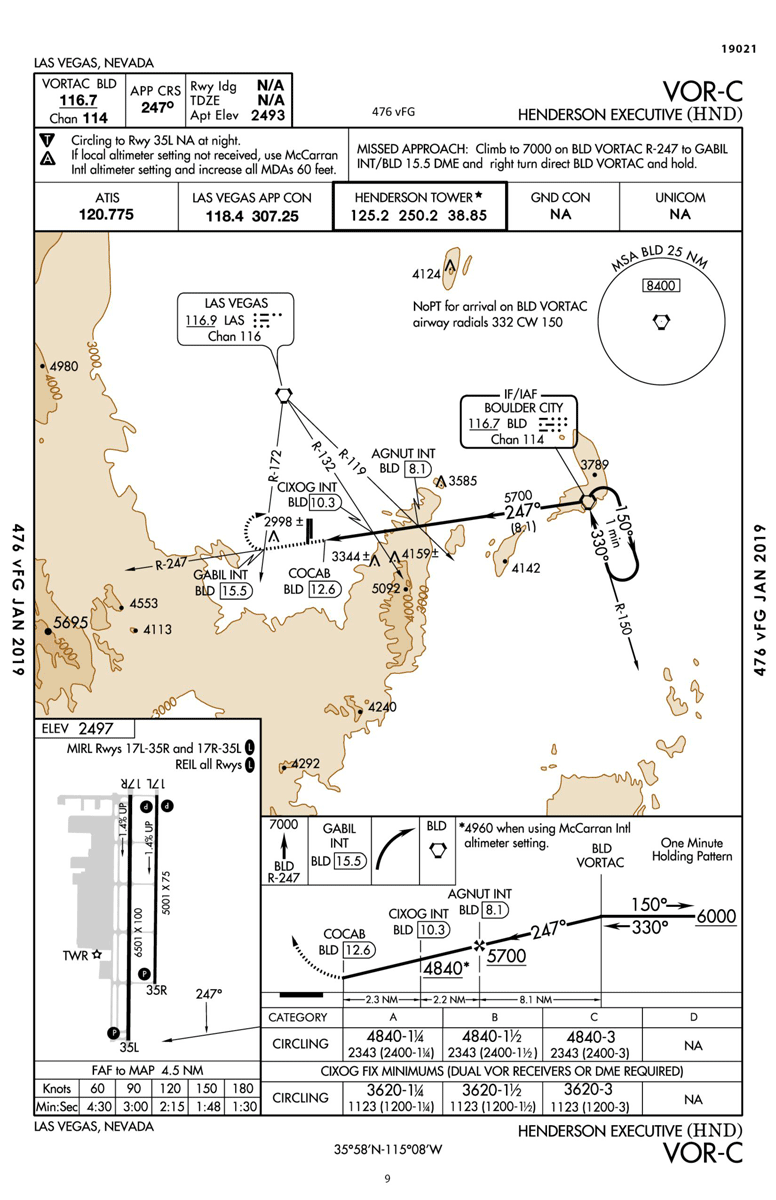 19021
LAS VEGAS, NEVADA
VORTAC BLD
116.7
Chan 114
APP CRS
247°
Rwy Idg N/A
TDZE N/A
Apt Elev 2493
476 vFG
VOR-C
HENDERSON EXECUTIVE (HND)
T
A
Circling to Rwy 35L NA at night.
If local altimeter setting not received, use McCarran
Intl altimeter setting and increase all MDAs 60 feet.
MISSED APPROACH: Climb to 7000 on BLD VORTAC R-247 to GABIL
INT/BLD 15.5 DME and right turn direct BLD VORTAC and hold.
ATIS
120.775
LAS VEGAS APP CON
118.4 307.25
HENDERSON TOWER★
125.2 250.2 38.85
GND CON
NA
UNICOM
NA
4124
MSA BLD 25 NM
8400
NoPT for arrival on BLD VORTAC
airway radials 332 CW 150
LAS VEGAS
116.9 LAS
Chan 116
3000
4980
4000
IF/IAF
BOULDER CITY
116.7 BLD
Chan 114
R-172
R-132
R-119
AGNUT INT
BLD 8.1
3789
3585
CIXOG INT
BLD 10.3
5700
247°
(8.1)
150°
1 min
330°
2998 ±
3344 ±
4159 ±
4142
R-247
GABIL INT
BLD 15.5
COCAB
BLD 12.6
5092
4000
3000
4553
5695
4113
5000
R-150
3000
4240
4292
476 vFG JAN 2019
476 vFG JAN 2019
ELEV 2497
MIRL Rwys 17L-35R and 17R-35L L
REIL all Rwys L
17R
17L
P
P
1.4% UP
1.4% UP
5001 X 75
6501 X 100
TWR
P
35R
247°
P
35L
FAF to MAP 4.5 NM
Knots 60 90 120 150 180
Min:Sec 4:30 3:00 2:15 1:48 1:30
7000
BLD
R-247
GABIL
INT
BLD 15.5
BLD
*4960 when using McCarran Intl
altimeter setting.
BLD
VORTAC
One Minute
Holding Pattern
AGNUT INT
BLD 8.1
CIXOG INT
BLD 10.3
COCAB
BLD 12.6
150°
330°
6000
247°
5700
4840*
2.3 NM
2.2 NM
8.1 NM
CATEGORY A B C D
CIRCLING
4840-1¼
2343 (2400-1¼)
4840-1½
2343 (2400-1½)
4840-3
2343 (2400-3)
NA
CIXOG FIX MINIMUMS (DUAL VOR RECEIVERS OR DME REQUIRED)
CIRCLING
3620-1¼
1123 (1200-1¼)
3620-1½
1123 (1200-1½)
3620-3
1123 (1200-3)
NA
LAS VEGAS, NEVADA
35°58'N-115°08'W
HENDERSON EXECUTIVE (HND)
VOR-C
9